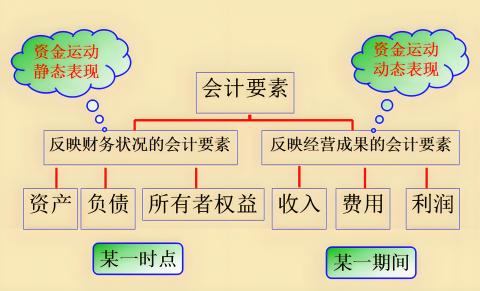 资金运动
静态表现
资金运动
动态表现
会计要素
反映财务状况的会计要素
反映经营成果的会计要素
资产
负债
所有者权益
收入
费用
利润
某一时点
某一期间